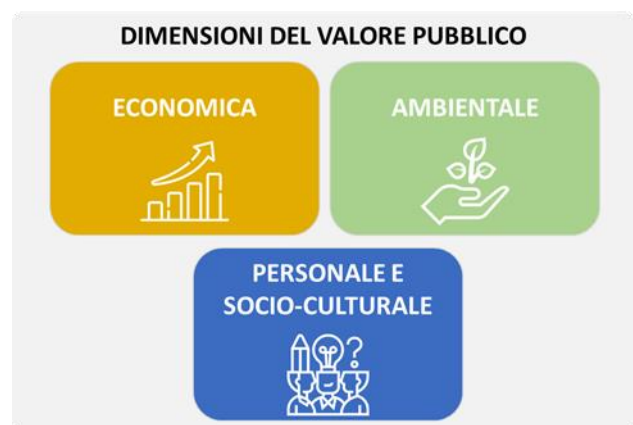 DIMENSIONI DEL VALORE PUBBLICO
ECONOMICA
AMBIENTALE
PERSONALE E
SOCIO-CULTURALE
?